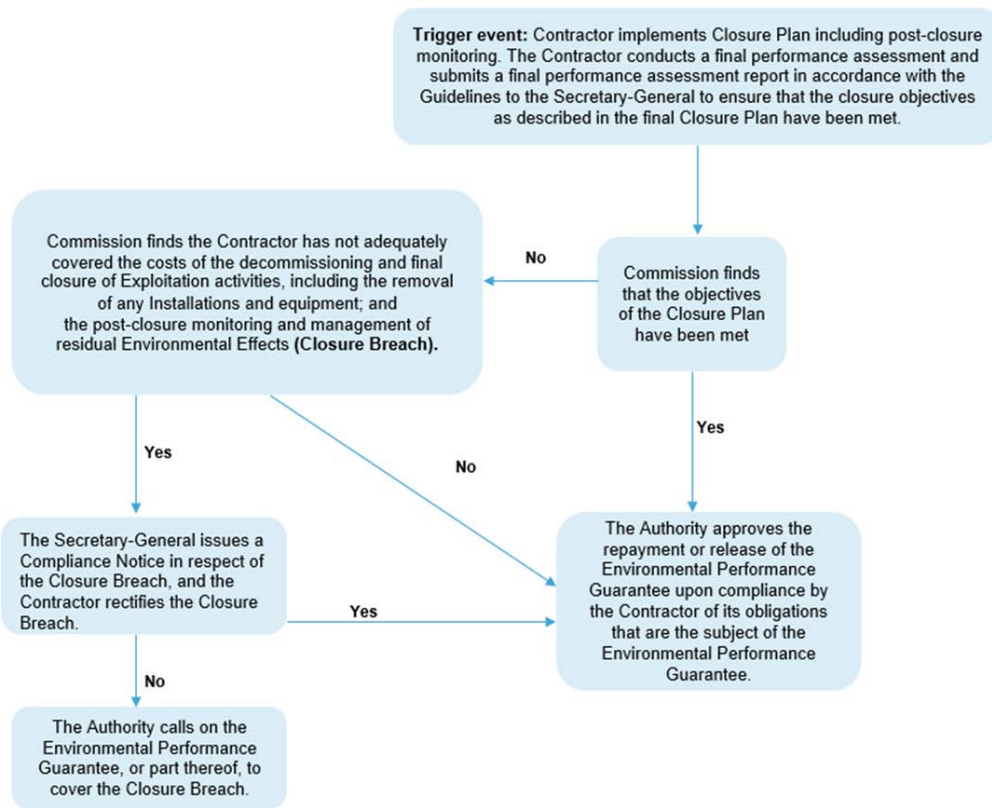 Trigger event: Contractor implements Closure Plan including post-closure
monitoring. The Contractor conducts a final performance assessment and
submits a final performance assessment report in accordance with the
Guidelines to the Secretary-General to ensure that the closure objectives
as described in the final Closure Plan have been met.
Commission finds the Contractor has not adequately
covered the costs of the decommissioning and final
closure of Exploitation activities, including the removal
of any Installations and equipment; and
the post-closure monitoring and management of
residual Environmental Effects (Closure Breach).
No
Commission finds
that the objectives
of the Closure Plan
have been met
Yes
No
Yes
The Secretary-General issues a
Compliance Notice in respect of
the Closure Breach, and the
Contractor rectifies the Closure
Breach.
Yes
The Authority approves the
repayment or release of the
Environmental Performance
Guarantee upon compliance by
the Contractor of its obligations
that are the subject of the
Environmental Performance
Guarantee.
No
The Authority calls on the
Environmental Performance
Guarantee, or part thereof, to
cover the Closure Breach.